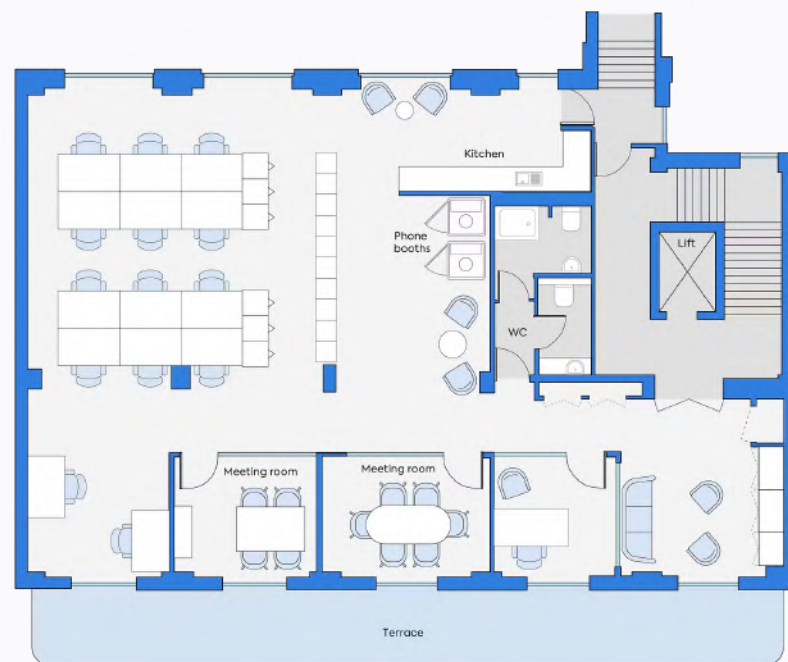 Kitchen
Lift
Phone
booths
WC
Meeting room
Meeting room
Terrace